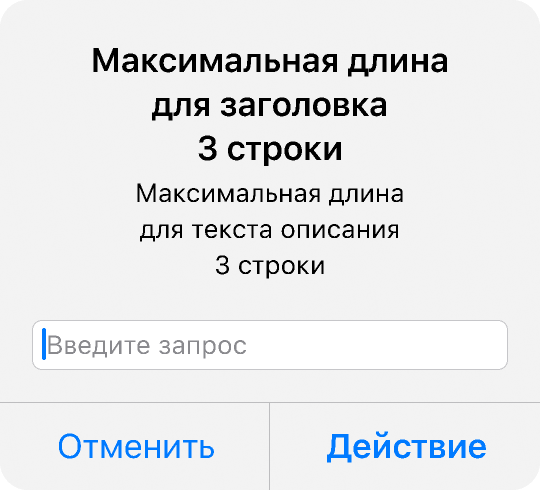 Максимальная длина
для заголовка
3 строки
Максимальная длина
для текста описания
3 строки
Введите запрос
Отменить
Действие